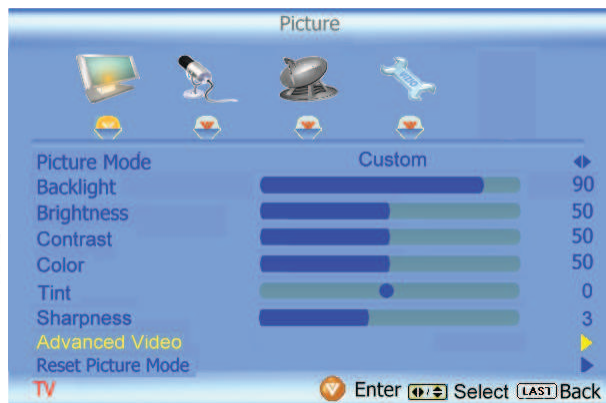 Picture
VIZIO
Picture Mode Custom
Backlight 90
Brightness 50
Contrast 50
Color 50
Tint 0
Sharpness 3
Advanced Video
Reset Picture Mode
TV Enter Select LAST Back